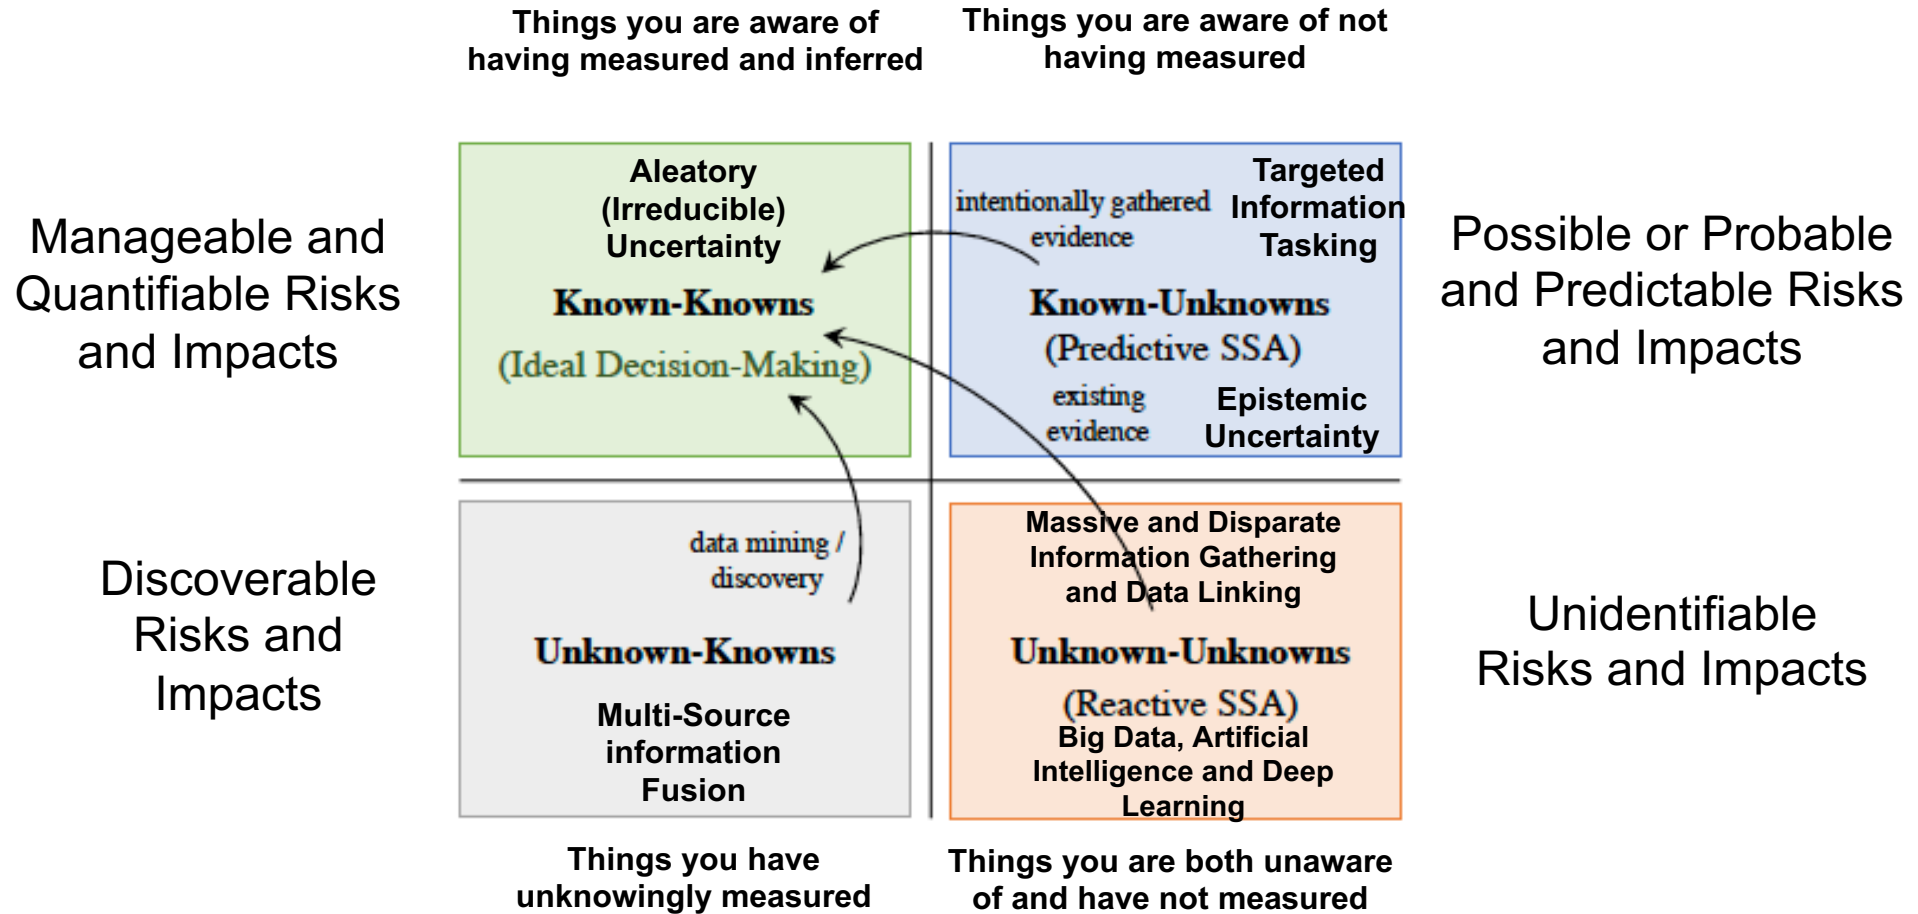 Things you are aware of
having measured and inferred
Things you are aware of not
having measured
Manageable and
Quantifiable Risks
and Impacts
Aleatory
(Irreducible)
Uncertainty
Known-Knowns
(Ideal Decision-Making)
intentionally gathered
evidence
Targeted
Information
Tasking
Known-Unknowns
(Predictive SSA)
existing
evidence
Epistemic
Uncertainty
Possible or Probable
and Predictable Risks
and Impacts
Discoverable
Risks and
Impacts
data mining /
discovery
Unknown-Knowns
Multi-Source
information
Fusion
Massive and Disparate
Information Gathering
and Data Linking
Unknown-Unknowns
(Reactive SSA)
Big Data, Artificial
Intelligence and Deep
Learning
Unidentifiable
Risks and Impacts
Things you have
unknowingly measured
Things you are both unaware
of and have not measured